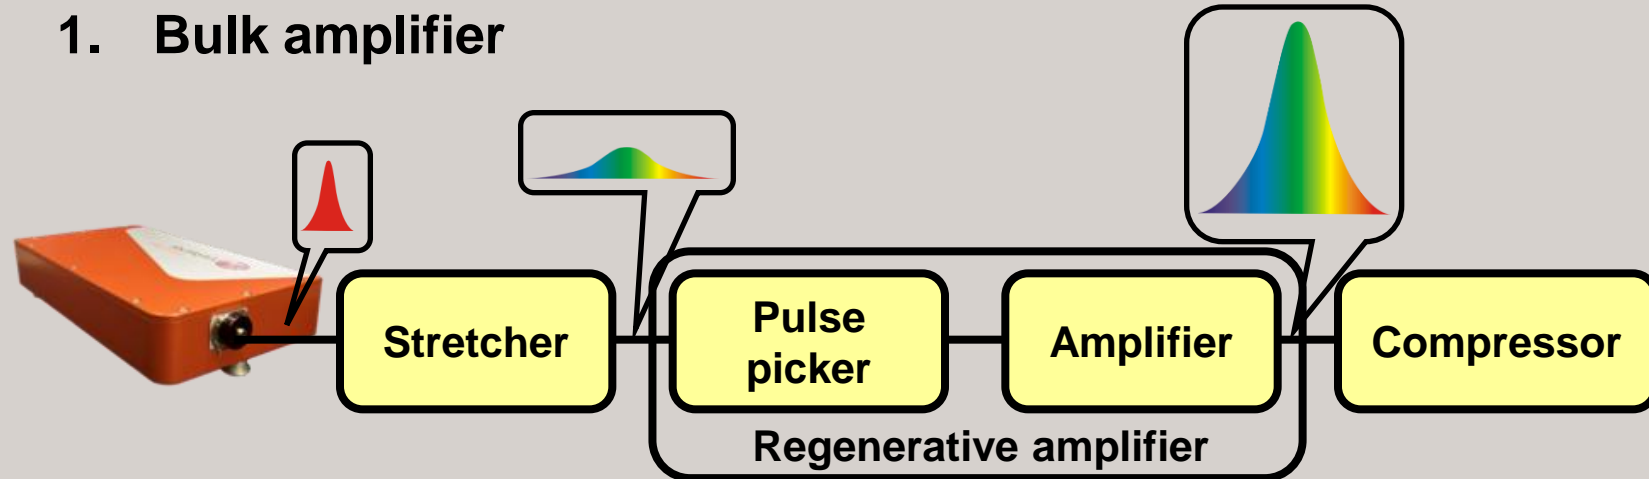 1. Bulk amplifier
Stretcher
Pulse
picker
Amplifier
Compressor
Regenerative amplifier